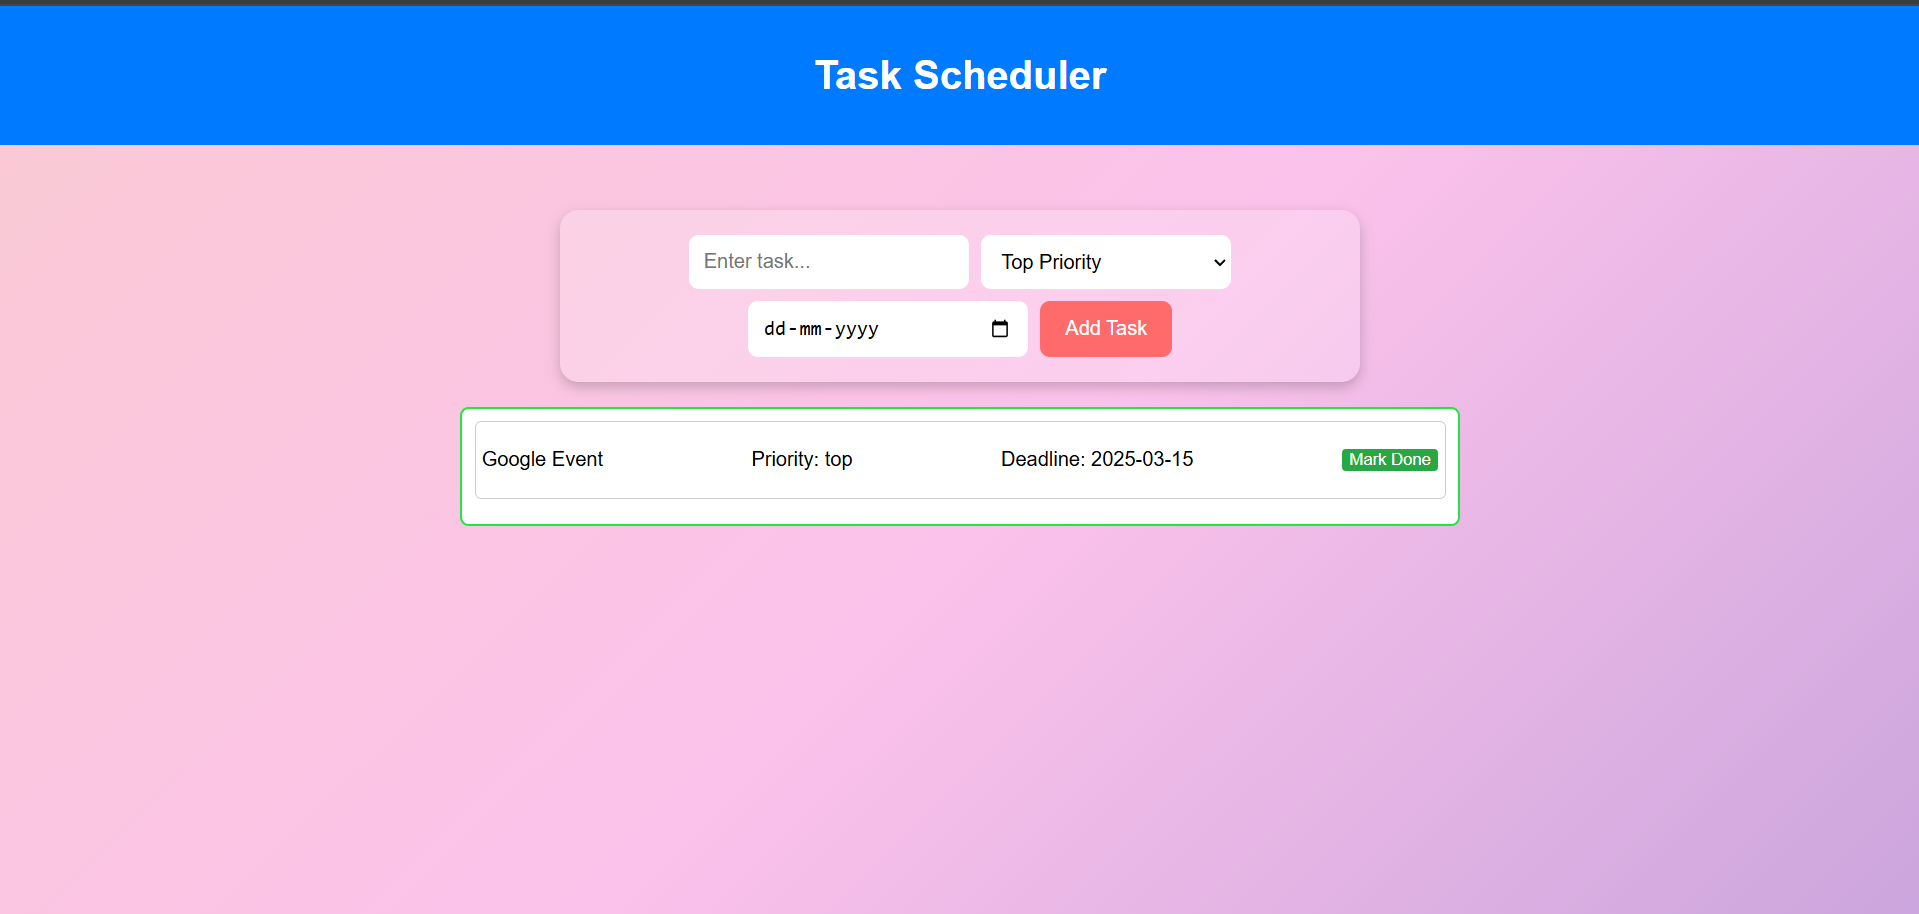 Task Scheduler
Enter task... Top Priority
dd-mm-yyyy Add Task
Google Event Priority: top Deadline: 2025-03-15 Mark Done